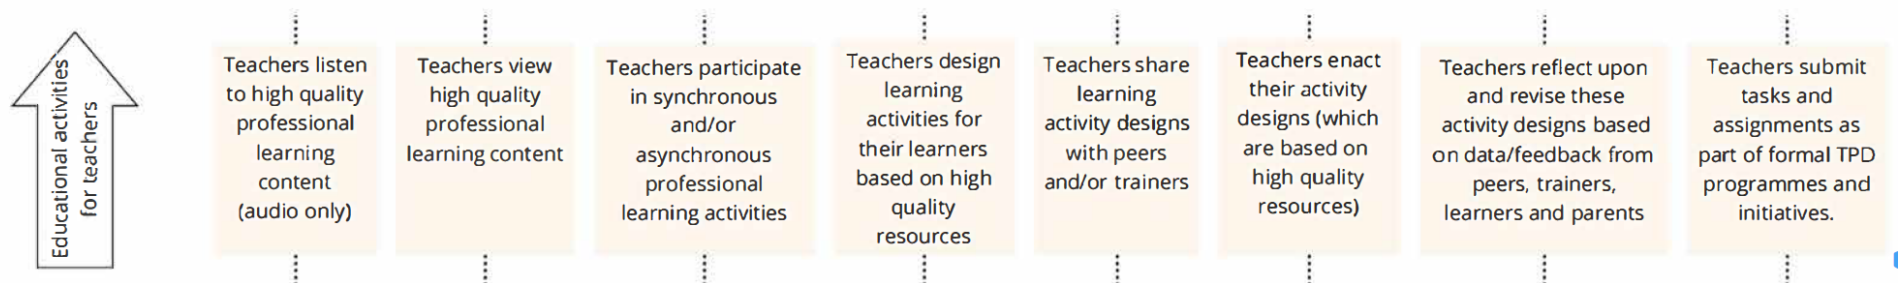 Educational activities
for teachers
Teachers listen
to high quality
professional
learning
content
(audio only)
Teachers view
high quality
professional
learning content
Teachers participate
in synchronous
and/or
asynchronous
professional
learning activities
Teachers design
learning
activities for
their learners
based on high
quality
resources
Teachers share
learning
activity designs
with peers
and/or trainers
Teachers enact
their activity
designs (which
are based on
high quality
resources)
Teachers reflect upon
and revise these
activity designs based
on data/feedback from
peers, trainers,
learners and parents
Teachers submit
tasks and
assignments as
part of formal TPD
programmes and
initiatives.